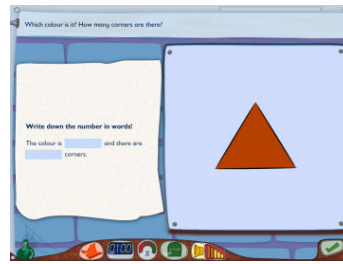 Which colour is it? How many corners are there?
Write down the number in words!
The colour is and there are
corners.
0100